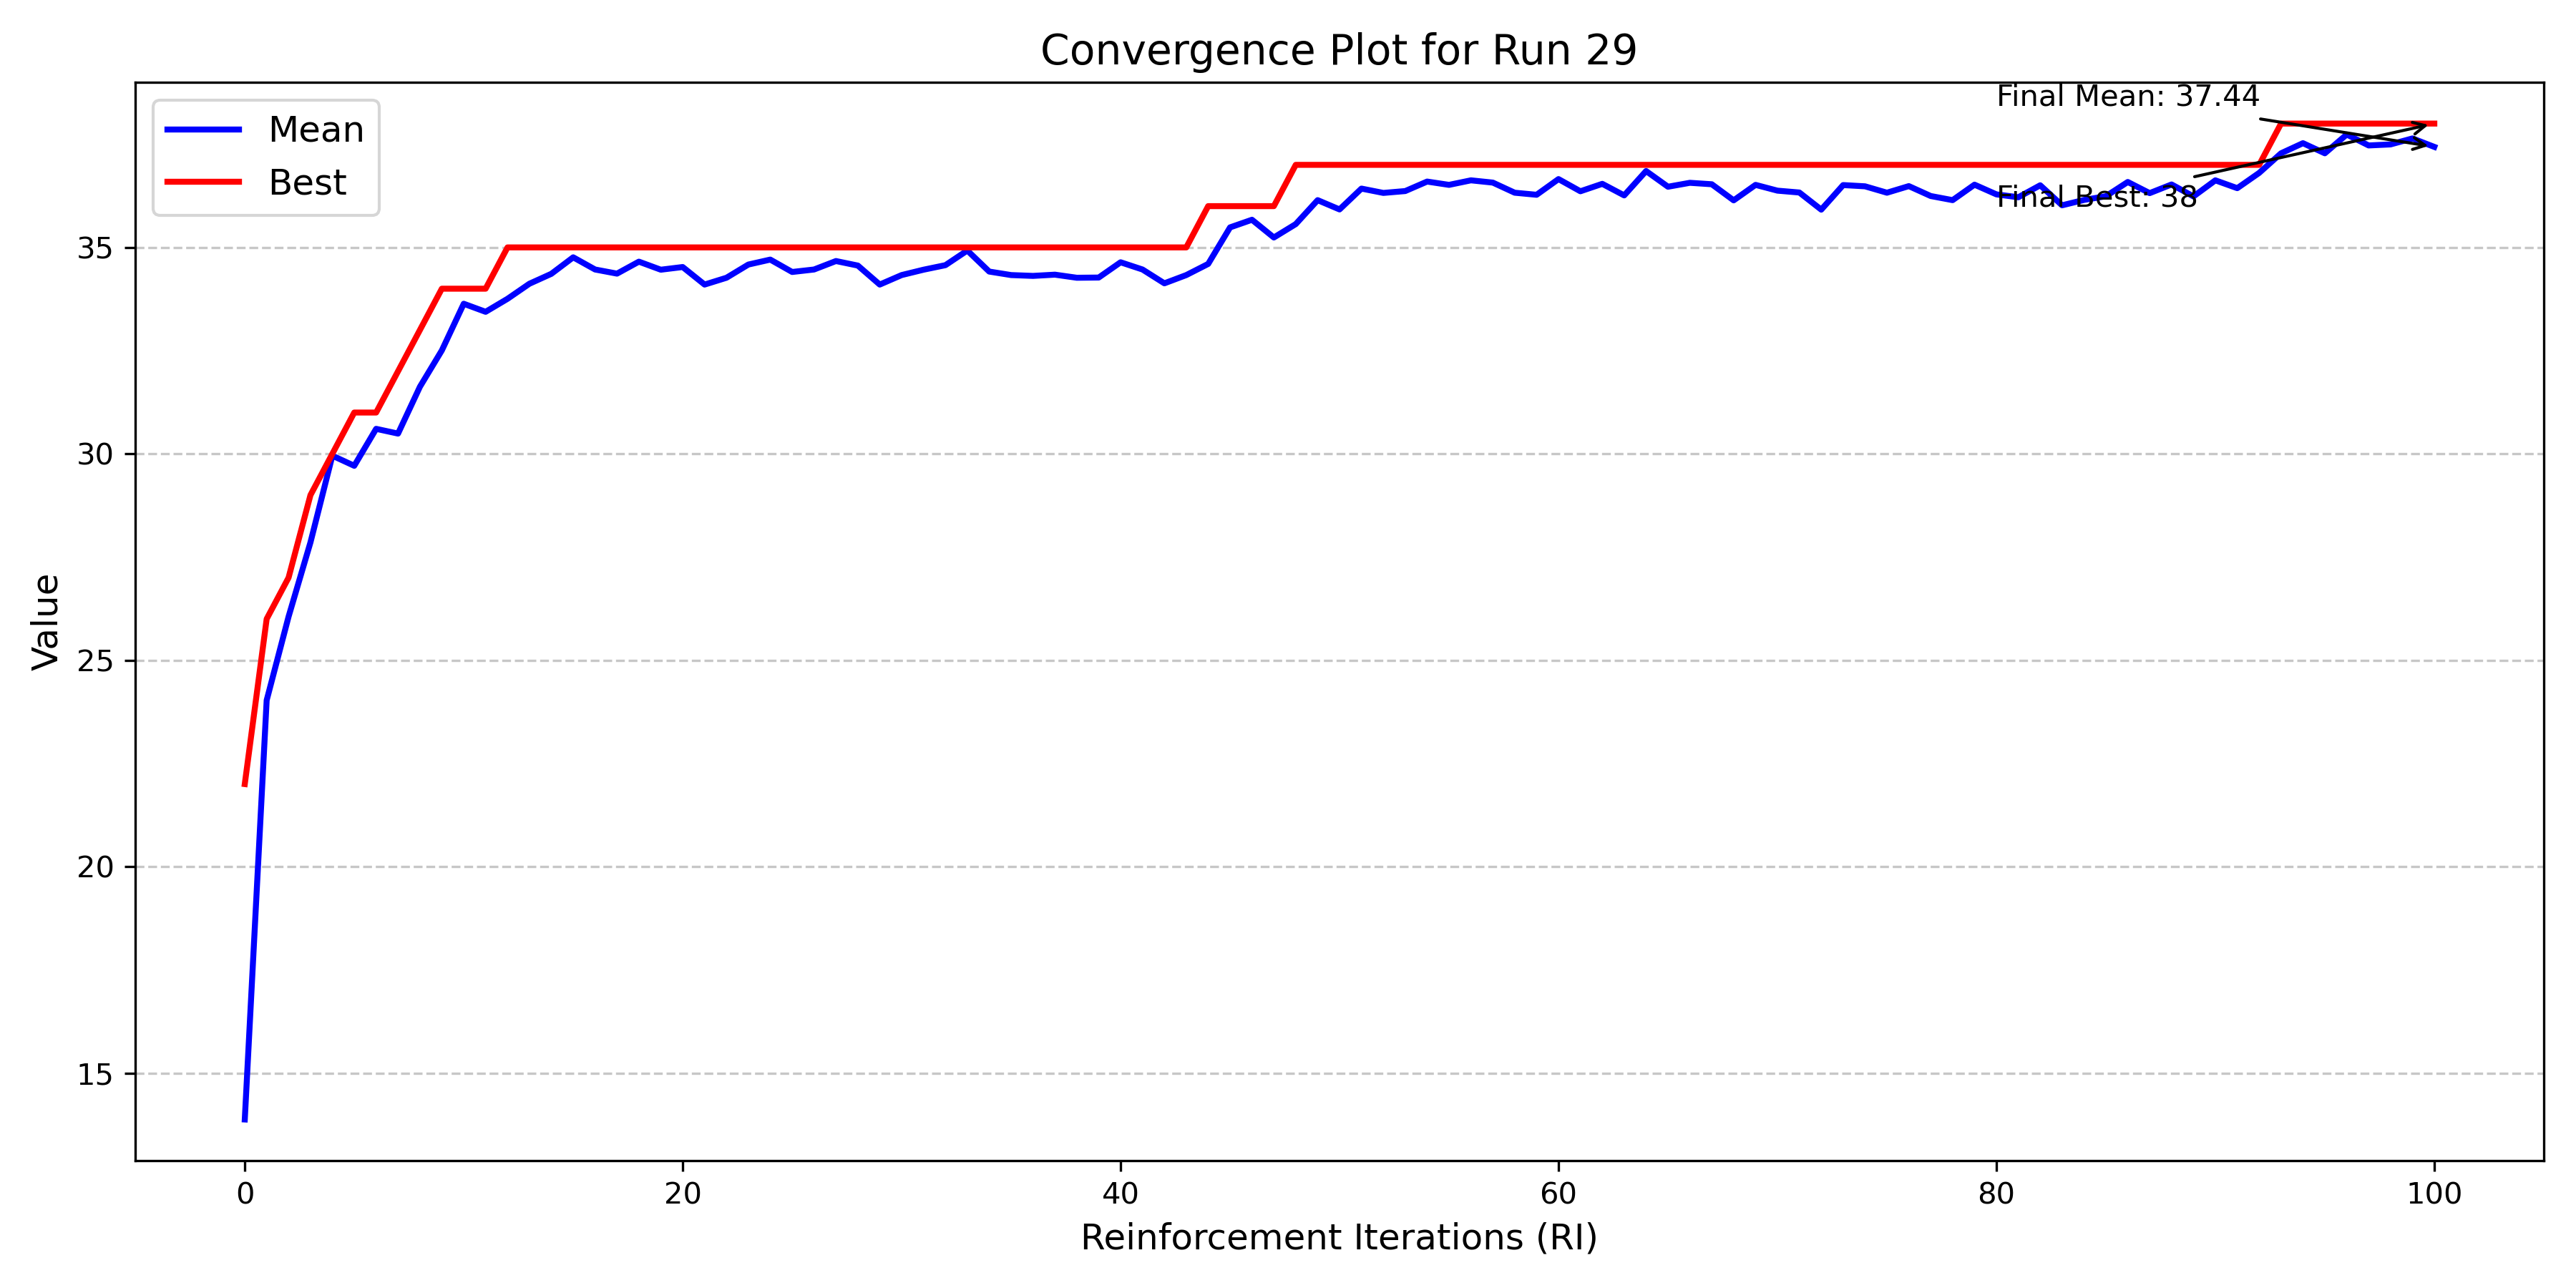 Convergence Plot for Run 29
Mean
Best
Final Mean: 37.44
Final Best: 38
Value
35
30
25
20
15
0
20
40
60
80
100
Reinforcement Iterations (RI)